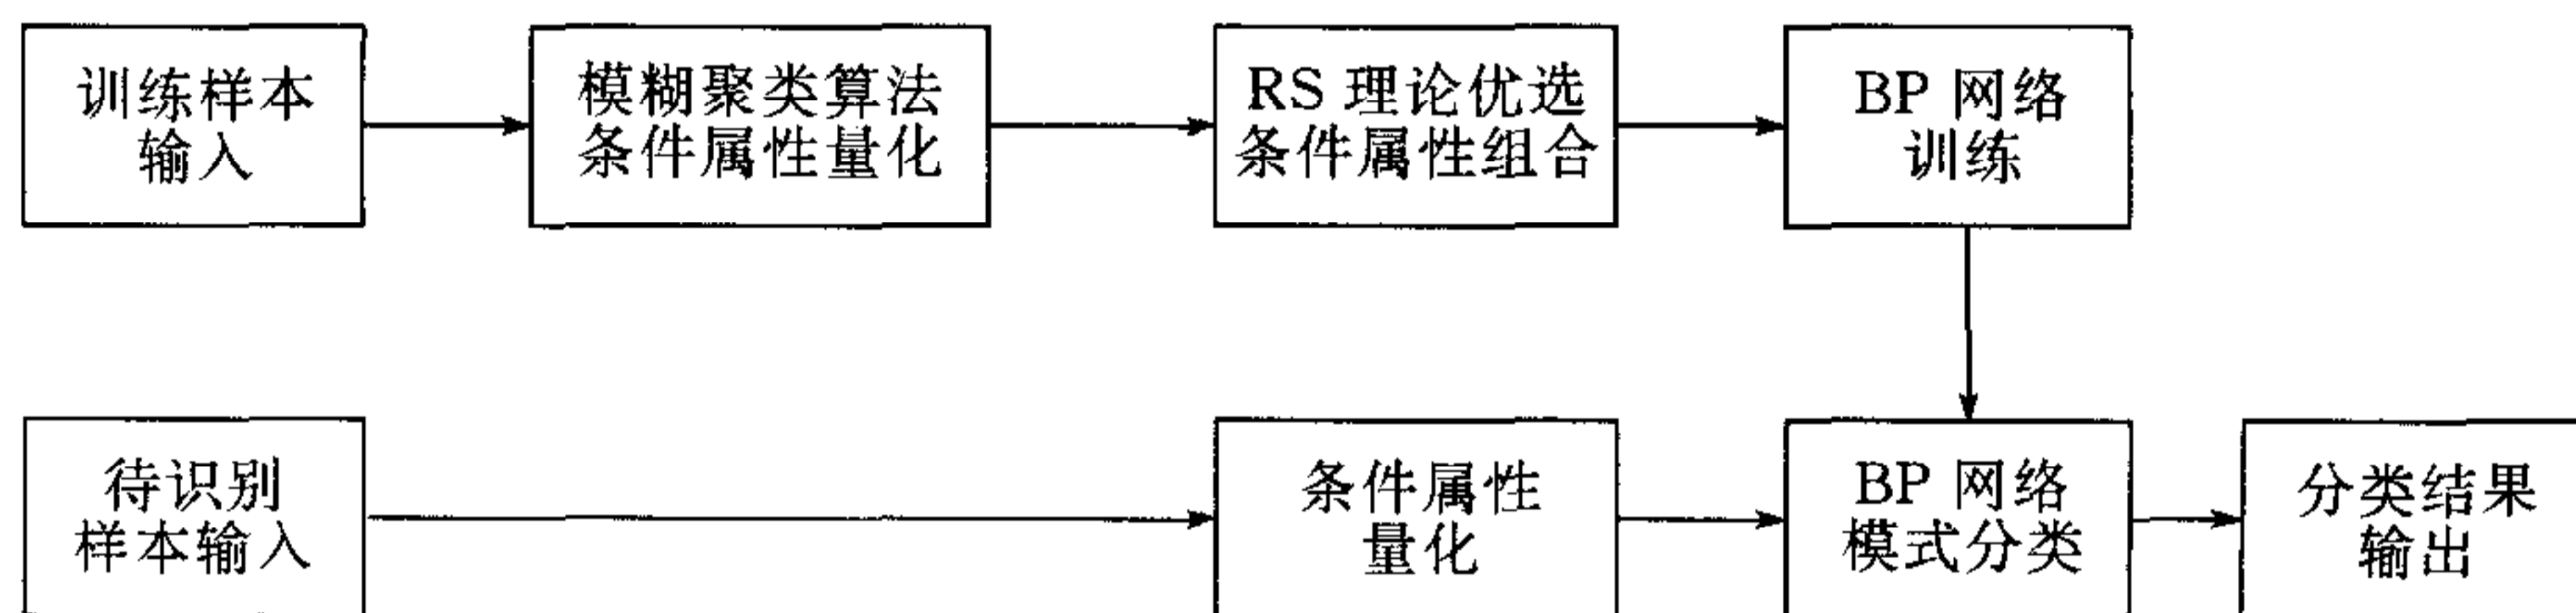 训练样本
输入
模糊聚类算法
条件属性量化
RS 理论优选
条件属性组合
BP 网络
训练
待识别
样本输入
条件属性
量化
BP 网络
模式分类
分类结果
输出